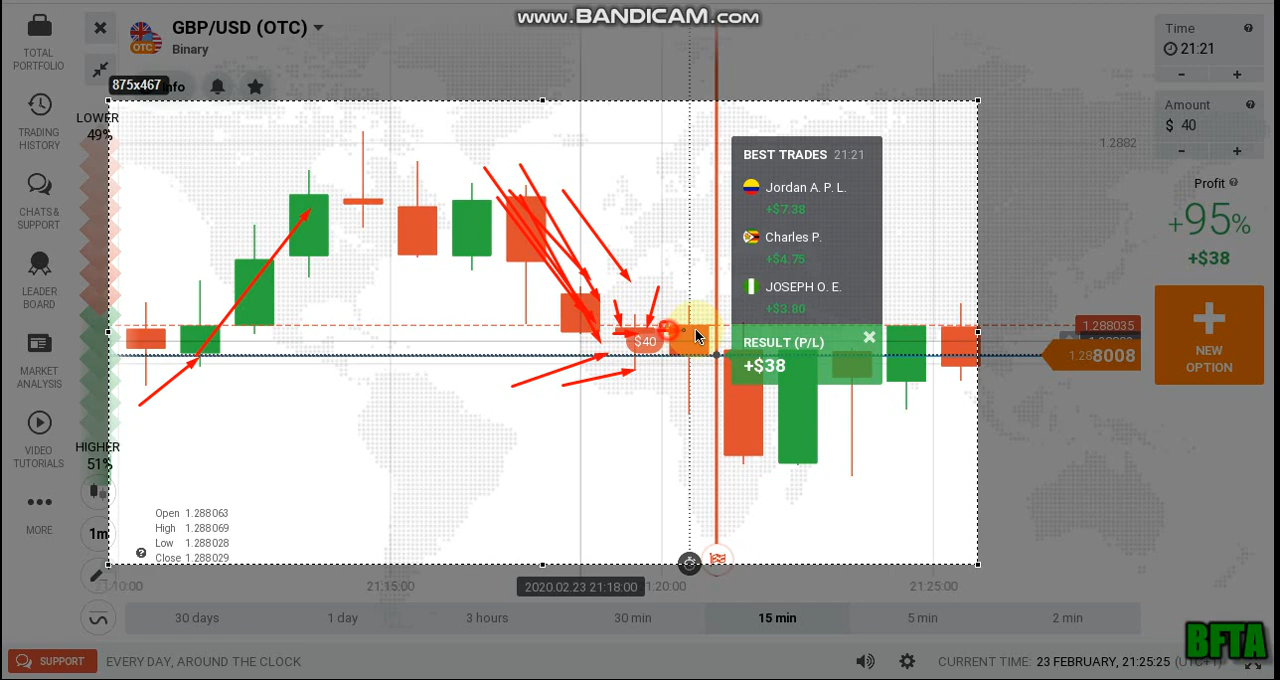 www.BANDICAM.com
GBP/USD (OTC)
OTC
Binary
875x467
TOTAL
PORTFOLIO
TRADING
HISTORY
CHATS &
SUPPORT
LEADER
BOARD
MARKET
ANALYSIS
VIDEO
TUTORIALS
MORE
LOWER
49%
HIGHER
51%
1m
BEST TRADES 21:21
Jordan A. P. L.
+$7.38
Charles P.
+$4.75
JOSEPH O. E.
+$3.80
RESULT (P/L)
+$38
$40
Open 1.288063
High 1.288069
Low 1.288028
Close 1.288029
1.2882
1.288035
1.288008
Time
21:21
- +
Amount
$ 40
- +
Profit
+95%
+$38
NEW
OPTION
21:15:00
2020.02.23 21:18:00
21:25:00
30 days
1 day
3 hours
30 min
15 min
5 min
2 min
SUPPORT
EVERY DAY, AROUND THE CLOCK
CURRENT TIME: 23 FEBRUARY, 21:25:25
BFTA